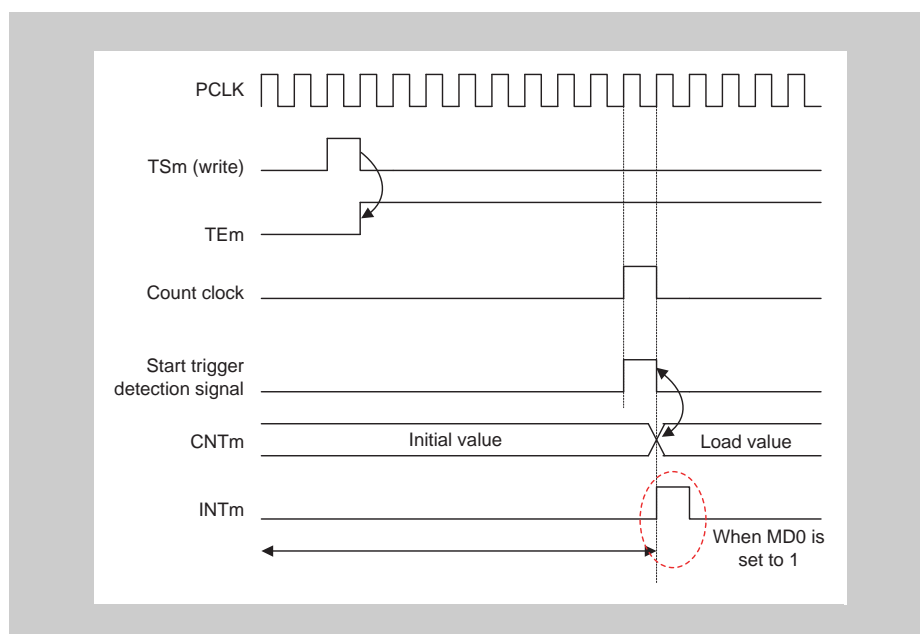 PCLK
TSm (write)
TEm
Count clock
Start trigger
detection signal
CNTm
Initial value
Load value
INTm
When MD0 is
set to 1